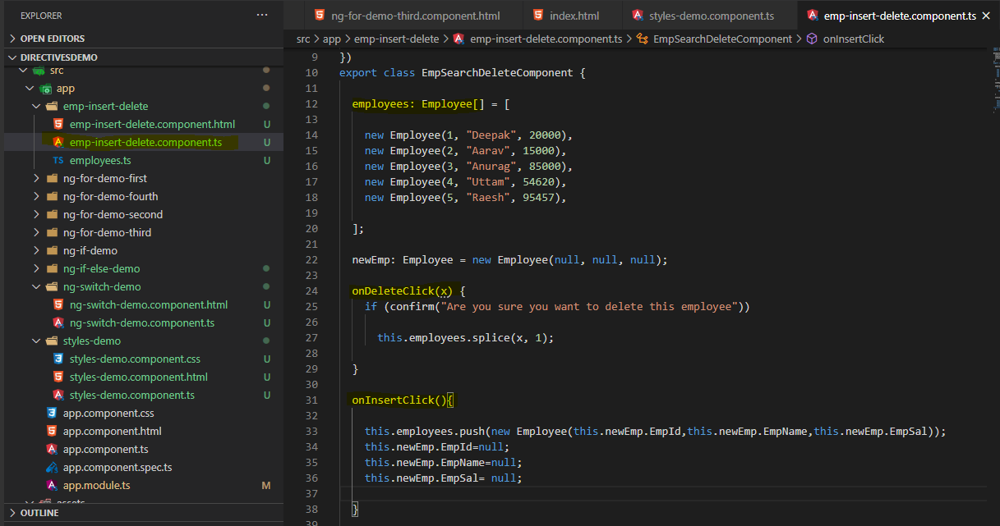 EXPLORER
OPEN EDITORS
DIRECTIVESDEMO
src
app
emp-insert-delete
emp-insert-delete.component.html U
emp-insert-delete.component.ts U
TS employees.ts U
ng-for-demo-first
ng-for-demo-fourth
ng-for-demo-second
ng-for-demo-third
ng-if-demo
ng-if-else-demo
ng-switch-demo
ng-switch-demo.component.html U
ng-switch-demo.component.ts U
styles-demo
styles-demo.component.css U
styles-demo.component.html U
styles-demo.component.ts U
app.component.css
app.component.html
app.component.ts
app.component.spec.ts
app.module.ts M
assets
OUTLINE
ng-for-demo-third.component.html index.html styles-demo.component.ts emp-insert-delete.component.ts
src > app > emp-insert-delete > emp-insert-delete.component.ts > EmpSearchDeleteComponent > onInsertClick
9 })
10 export class EmpSearchDeleteComponent {
11
12 employees: Employee[] = [
13
14 new Employee(1, "Deepak", 20000),
15 new Employee(2, "Aarav", 15000),
16 new Employee(3, "Anurag", 85000),
17 new Employee(4, "Uttam", 54620),
18 new Employee(5, "Raesh", 95457),
19
20 ];
21
22 newEmp: Employee = new Employee(null, null, null);
23
24 onDeleteClick(x) {
25 if (confirm("Are you sure you want to delete this employee"))
26
27 this.employees.splice(x, 1);
28
29 }
30
31 onInsertClick(){
32
33 this.employees.push(new Employee(this.newEmp.EmpId,this.newEmp.EmpName,this.newEmp.EmpSal));
34 this.newEmp.EmpId=null;
35 this.newEmp.EmpName=null;
36 this.newEmp.EmpSal= null;
37
38 }
39